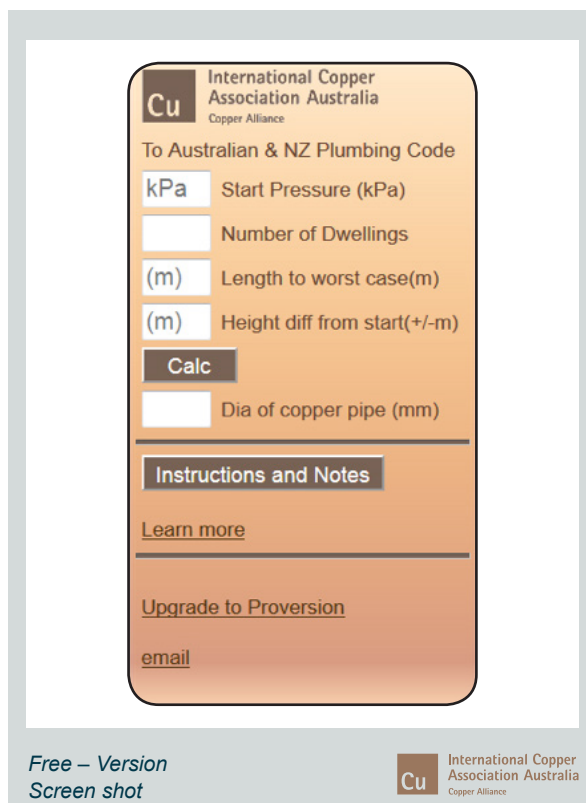 Cu
International Copper
Association Australia
Copper Alliance
To Australian & NZ Plumbing Code
kPa Start Pressure (kPa)
Number of Dwellings
(m) Length to worst case(m)
(m) Height diff from start(+/-m)
Calc
Dia of copper pipe (mm)
Instructions and Notes
Learn more
Upgrade to Proversion
email
Free – Version
Screen shot
Cu
International Copper
Association Australia
Copper Alliance